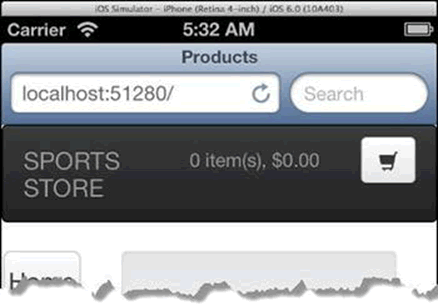 iOS Simulator – iPhone (Retina 4-inch) / iOS 6.0 (10A403)
Carrier 5:32 AM
Products
localhost:51280/ Search
SPORTS
STORE
0 item(s), $0.00
Home